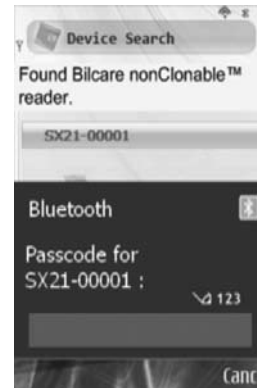 Device Search
Found Bilcare nonClonable™
reader.
SX21-00001
Bluetooth
Passcode for
SX21-00001 :
123
Canc